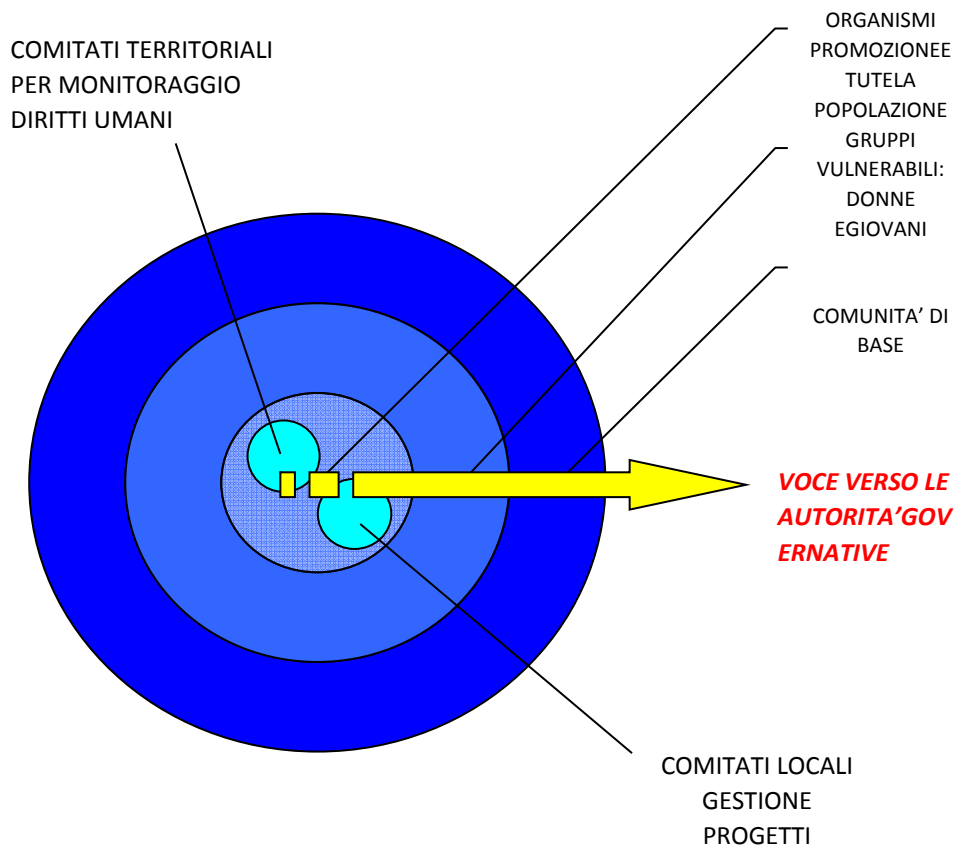 COMITATI TERRITORIALI
PER MONITORAGGIO
DIRITTI UMANI
ORGANISMI
PROMOZIONEE
TUTELA
POPOLAZIONE
GRUPPI
VULNERABILI:
DONNE
EGIOVANI
COMUNITA’ DI
BASE
VOCE VERSO LE
AUTORITA’GOV
ERNATIVE
COMITATI LOCALI
GESTIONE
PROGETTI